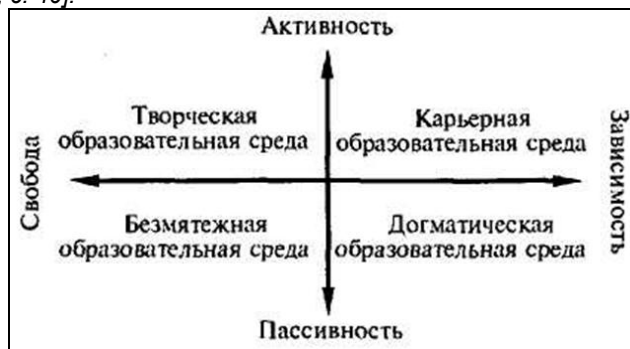 Активность
Творческая
образовательная среда
Карьерная
образовательная среда
Свобода
Зависимость
Безмятежная
образовательная среда
Догматическая
образовательная среда
Пассивность